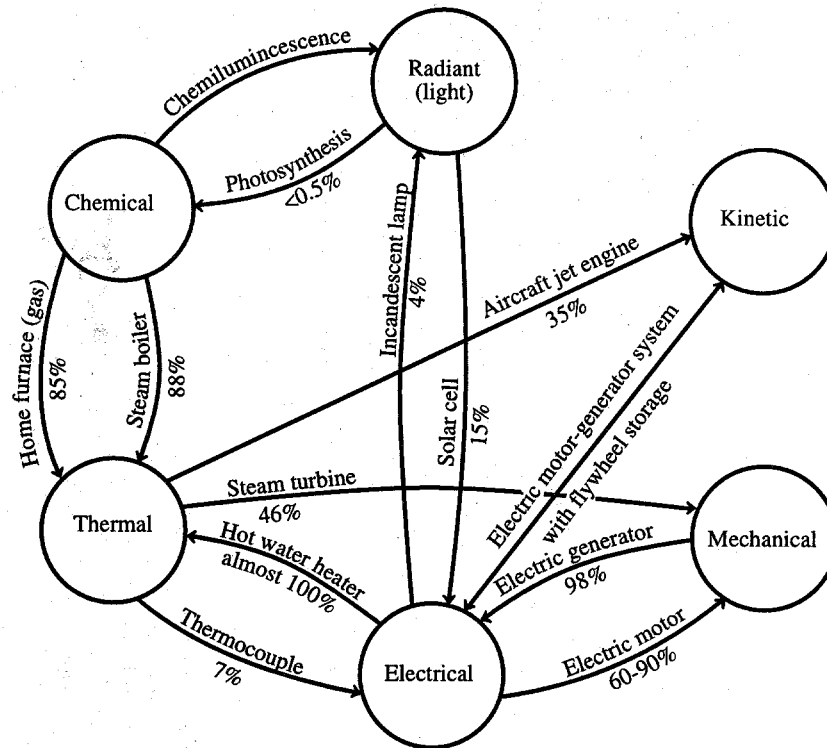 Radiant
(light)
Chemilumincescence
Photosynthesis
<0.5%
Chemical
Kinetic
Incandescent lamp
4%
Aircraft jet engine
35%
Home furnace (gas)
85%
Steam boiler
88%
Solar cell
15%
Electric motor-generator system
with flywheel storage
Thermal
Steam turbine
46%
Hot water heater
almost 100%
Mechanical
Electric generator
98%
Thermocouple
7%
Electrical
Electric motor
60-90%